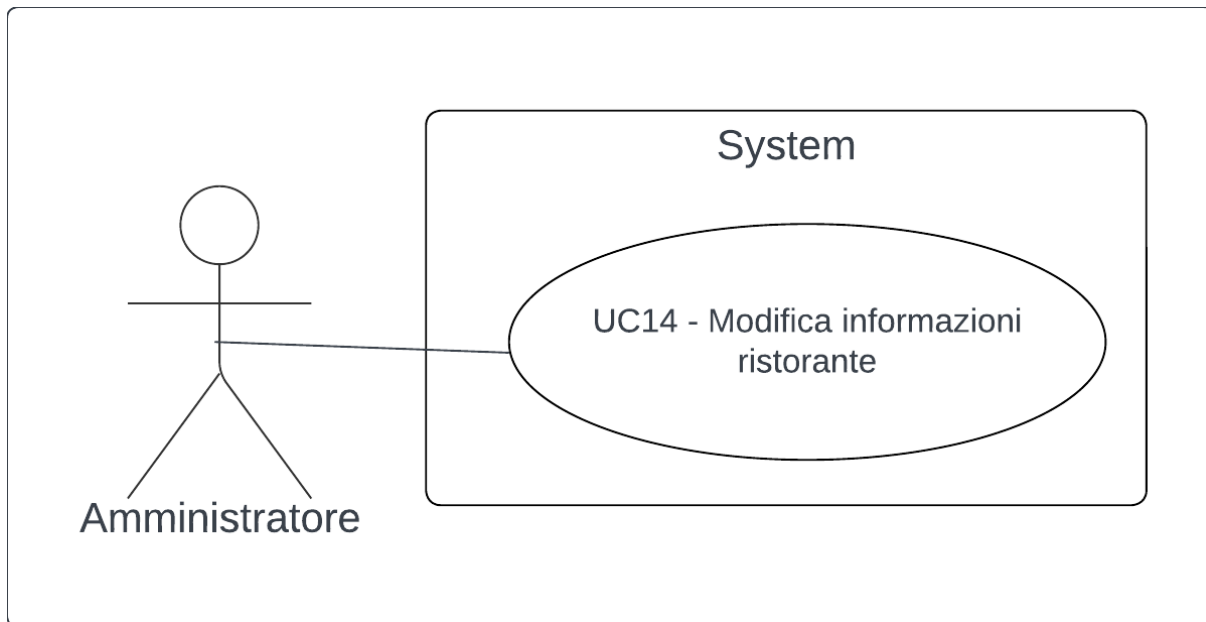 System
UC14 - Modifica informazioni
ristorante
Amministratore